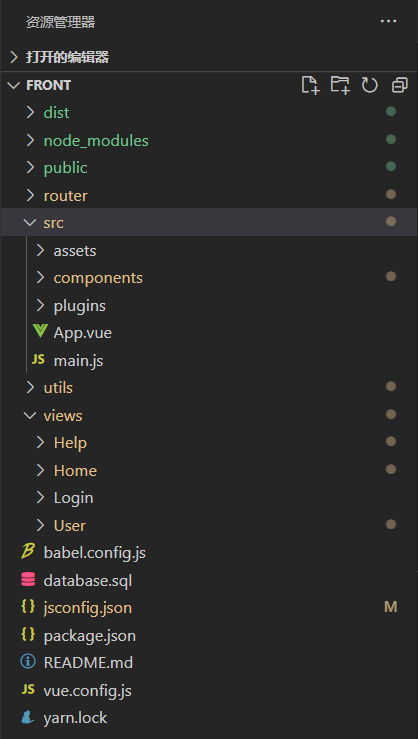 资源管理器
打开的编辑器
FRONT
dist
node_modules
public
router
src
assets
components
plugins
App.vue
JS main.js
utils
views
Help
Home
Login
User
babel.config.js
database.sql
{} jsconfig.json M
{} package.json
README.md
JS vue.config.js
yarn.lock